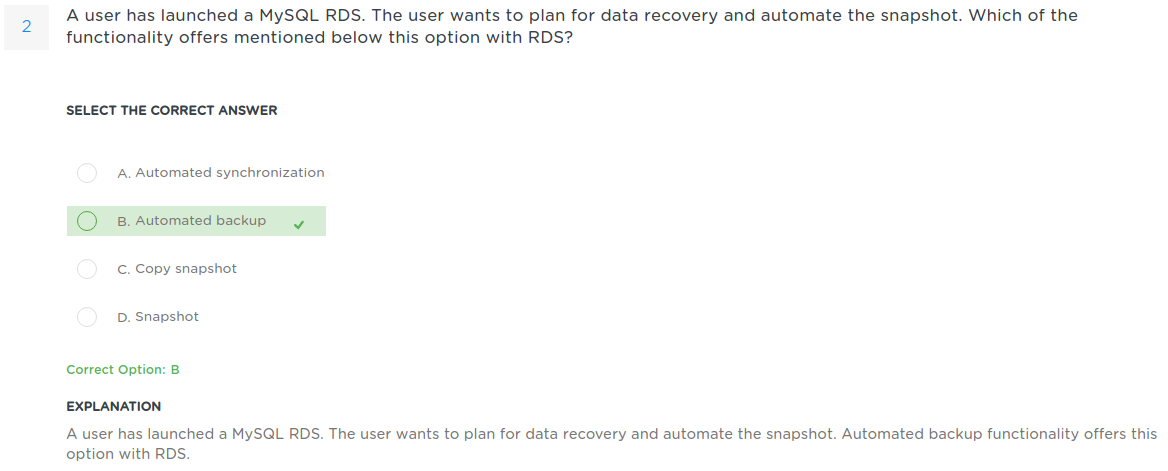 2
A user has launched a MySQL RDS. The user wants to plan for data recovery and automate the snapshot. Which of the
functionality offers mentioned below this option with RDS?
SELECT THE CORRECT ANSWER
A. Automated synchronization
B. Automated backup
C. Copy snapshot
D. Snapshot
Correct Option: B
EXPLANATION
A user has launched a MySQL RDS. The user wants to plan for data recovery and automate the snapshot. Automated backup functionality offers this
option with RDS.